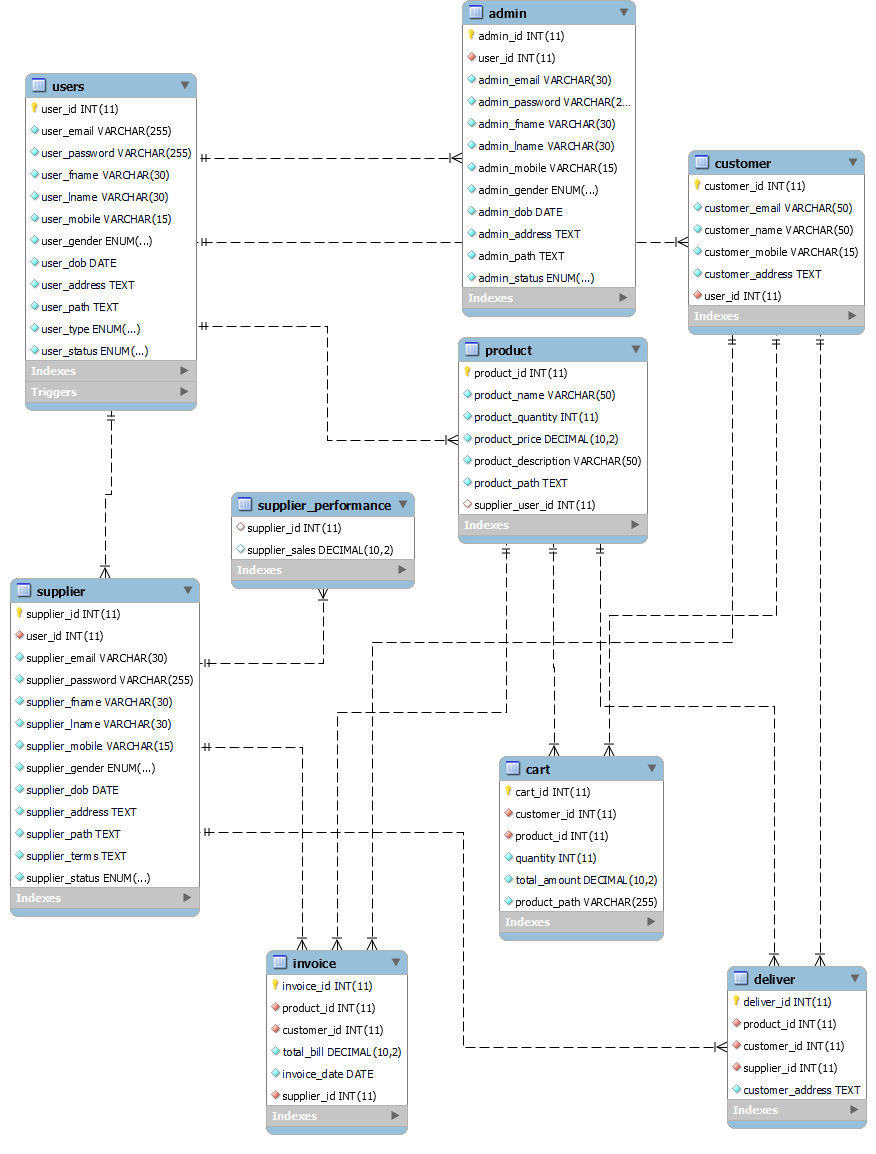 admin
admin_id INT(11)
user_id INT(11)
admin_email VARCHAR(30)
admin_password VARCHAR(2...
admin_fname VARCHAR(30)
admin_lname VARCHAR(30)
admin_mobile VARCHAR(15)
admin_gender ENUM(...)
admin_dob DATE
admin_address TEXT
admin_path TEXT
admin_status ENUM(...)
Indexes
users
user_id INT(11)
user_email VARCHAR(255)
user_password VARCHAR(255)
user_fname VARCHAR(30)
user_lname VARCHAR(30)
user_mobile VARCHAR(15)
user_gender ENUM(...)
user_dob DATE
user_address TEXT
user_path TEXT
user_type ENUM(...)
user_status ENUM(...)
Indexes
Triggers
customer
customer_id INT(11)
customer_email VARCHAR(50)
customer_name VARCHAR(50)
customer_mobile VARCHAR(15)
customer_address TEXT
user_id INT(11)
Indexes
product
product_id INT(11)
product_name VARCHAR(50)
product_quantity INT(11)
product_price DECIMAL(10,2)
product_description VARCHAR(50)
product_path TEXT
supplier_user_id INT(11)
Indexes
supplier_performance
supplier_id INT(11)
supplier_sales DECIMAL(10,2)
Indexes
supplier
supplier_id INT(11)
user_id INT(11)
supplier_email VARCHAR(30)
supplier_password VARCHAR(255)
supplier_fname VARCHAR(30)
supplier_lname VARCHAR(30)
supplier_mobile VARCHAR(15)
supplier_gender ENUM(...)
supplier_dob DATE
supplier_address TEXT
supplier_path TEXT
supplier_terms TEXT
supplier_status ENUM(...)
Indexes
cart
cart_id INT(11)
customer_id INT(11)
product_id INT(11)
quantity INT(11)
total_amount DECIMAL(10,2)
product_path VARCHAR(255)
Indexes
invoice
invoice_id INT(11)
product_id INT(11)
customer_id INT(11)
total_bill DECIMAL(10,2)
invoice_date DATE
supplier_id INT(11)
Indexes
deliver
deliver_id INT(11)
product_id INT(11)
customer_id INT(11)
supplier_id INT(11)
customer_address TEXT
Indexes